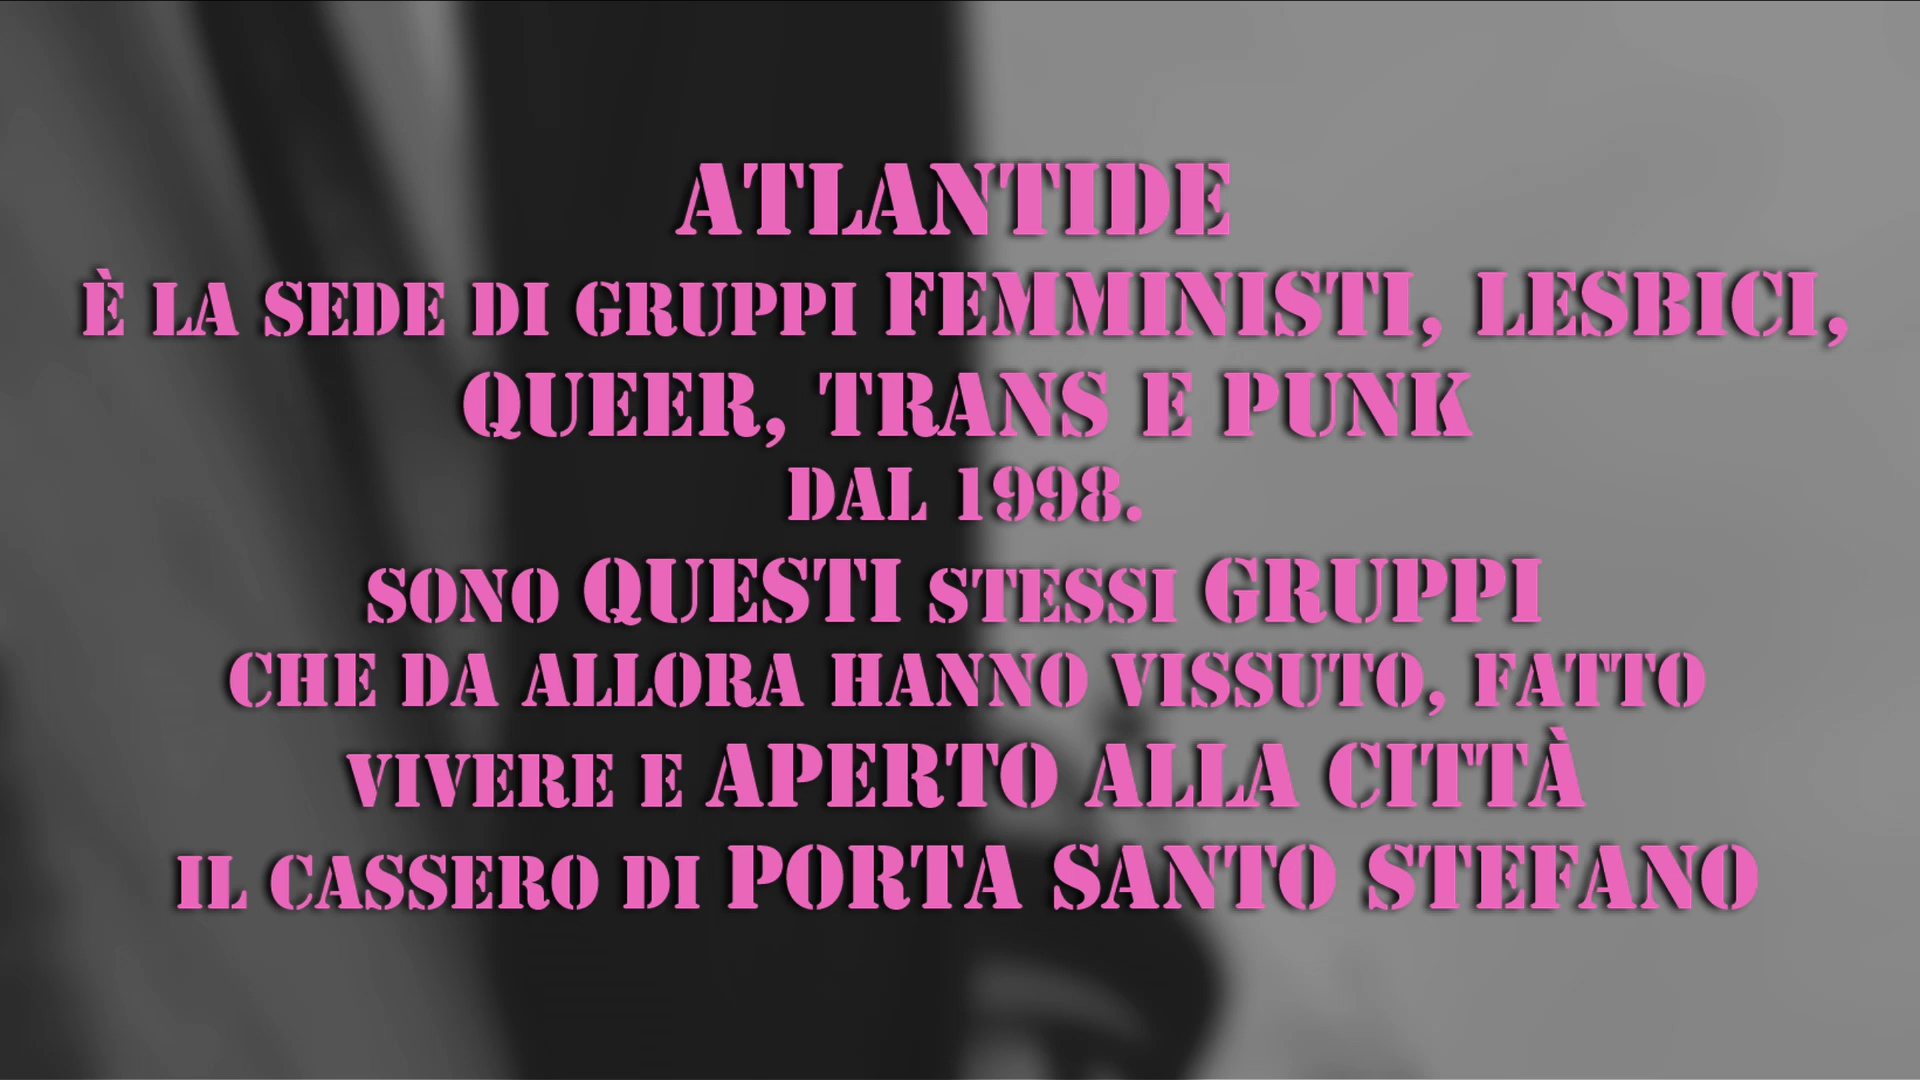 ATLANTIDE
È LA SEDE DI GRUPPI FEMMINISTI, LESBICI,
QUEER, TRANS E PUNK
DAL 1998.
SONO QUESTI STESSI GRUPPI
CHE DA ALLORA HANNO VISSUTO, FATTO
VIVERE E APERTO ALLA CITTÀ
IL CASSERO DI PORTA SANTO STEFANO